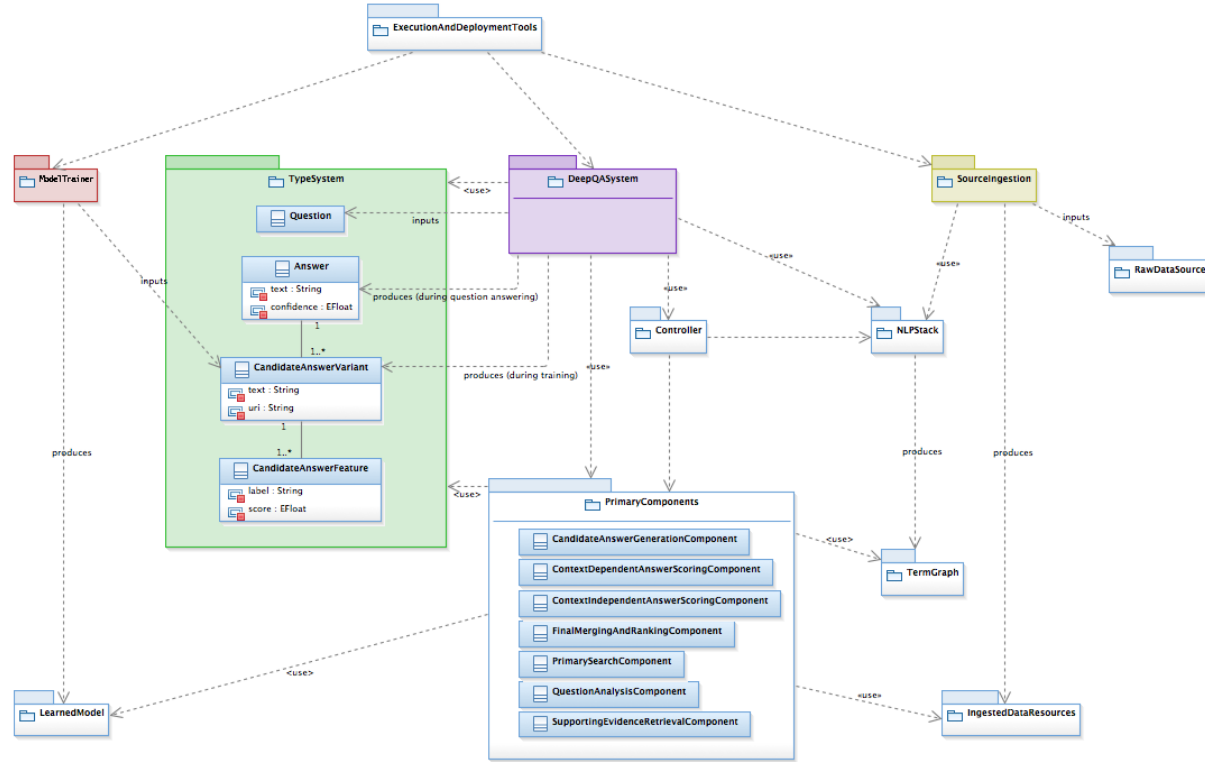 ExecutionAndDeploymentTools
ModelTrainer
TypeSystem
DeepQASystem
SourceIngestion
«use»
Question
inputs
inputs
Answer
text : String
confidence : EFloat
produces (during question answering)
«use»
«use»
«use»
RawDataSource
inputs
1
1..*
Controller
NLPStack
CandidateAnswerVariant
text : String
uri : String
produces (during training)
«use»
1
1..*
produces
produces
produces
CandidateAnswerFeature
label : String
score : EFloat
«use»
PrimaryComponents
CandidateAnswerGenerationComponent
«use»
ContextDependentAnswerScoringComponent
TermGraph
ContextIndependentAnswerScoringComponent
FinalMergingAndRankingComponent
PrimarySearchComponent
«use»
QuestionAnalysisComponent
«use»
SupportingEvidenceRetrievalComponent
LearnedModel
IngestedDataResources